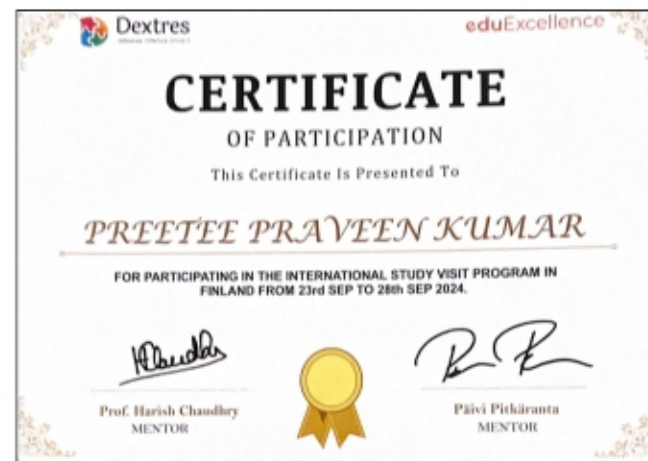 Dextres
eduExcellence
CERTIFICATE
OF PARTICIPATION
This Certificate Is Presented To
PREETEE PRAVEEN KUMAR
FOR PARTICIPATING IN THE INTERNATIONAL STUDY VISIT PROGRAM IN
FINLAND FROM 23rd SEP TO 28th SEP 2024.
Prof. Harish Chaudhry
MENTOR
Päivi Pitkäranta
MENTOR